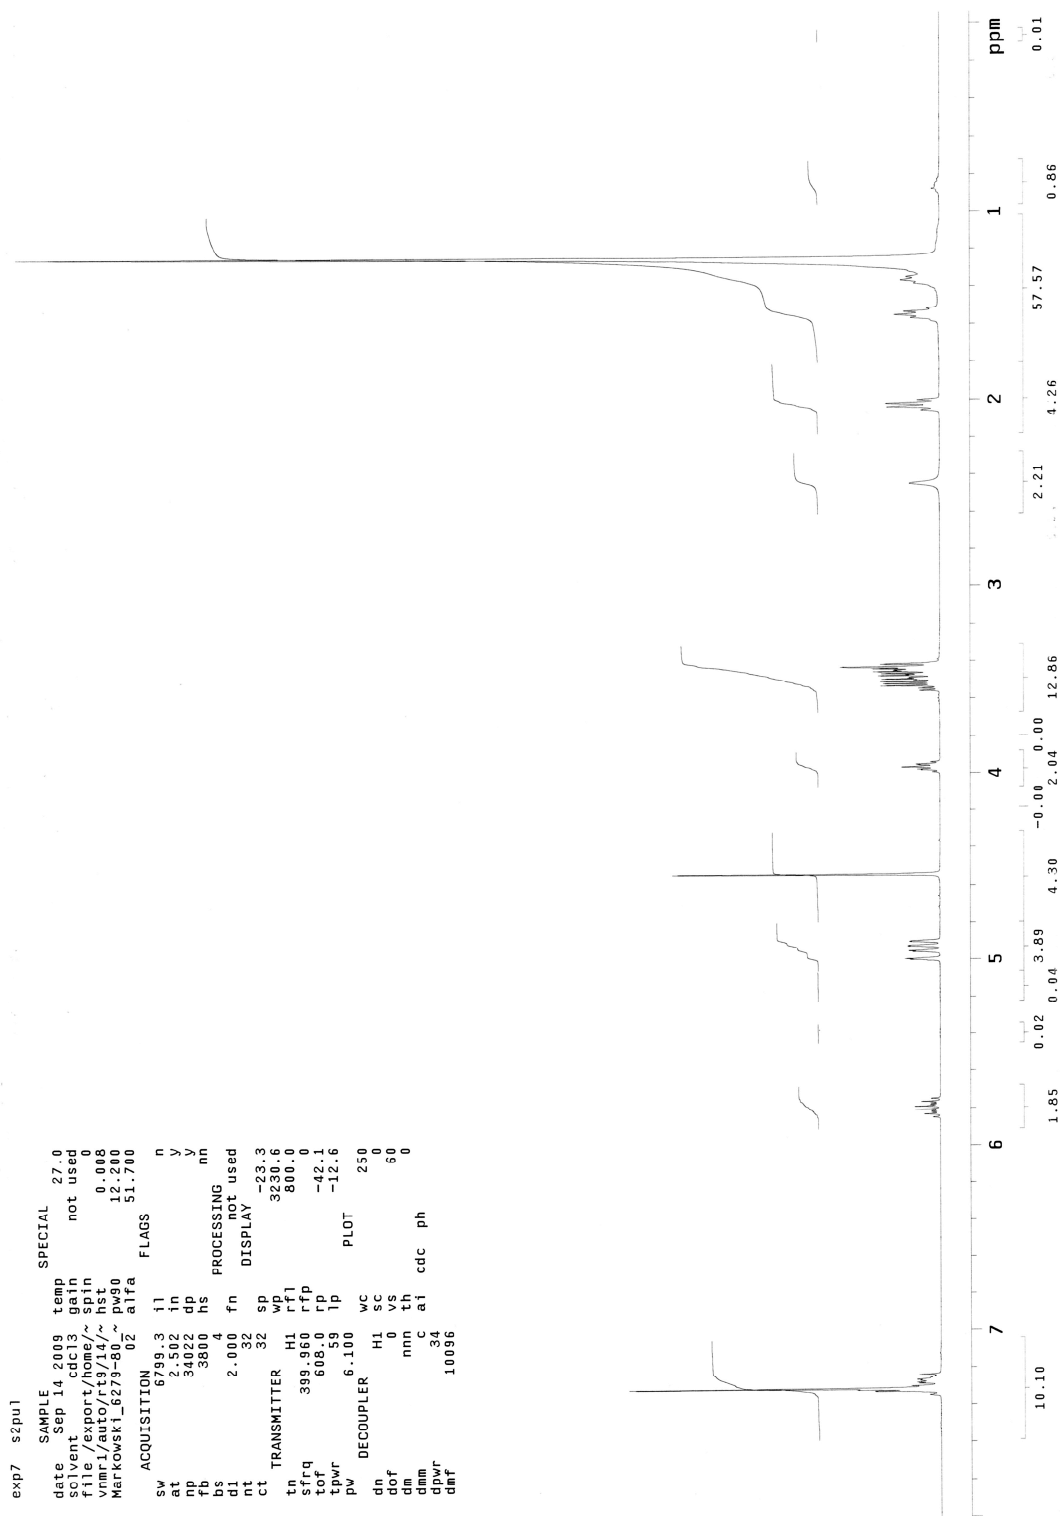 exp7 s2pul
SAMPLE
date Sep 14 2009
solvent cdcl3
file /export/home/~
vnmr1/auto/rt9/14/~
Markowski_6279-80_~
02
ACQUISITION
sw 6799.3
at 2.502
np 34022
fb 3800
bs 4
d1 2.000
nt 32
ct 32
TRANSMITTER
tn H1
sfrq 399.960
tof 608.0
tpwr 59
pw 6.100
DECOUPLER
dn H1
dof 0
dm nnn
dmm c
dpwr 34
dmf 10096
SPECIAL
temp 27.0
gain not used
spin 0
hst 0.008
pw90 12.200
alfa 51.700
FLAGS
il n
in y
dp y
hs nn
PROCESSING
fn not used
DISPLAY
sp -23.3
wp 3230.6
rfl 800.0
rfp 0
rp -42.1
lp -12.6
PLOT
wc 250
sc 0
vs 60
th 0
ai cdc ph
7 6 5 4 3 2 1 ppm
10.10 1.85 0.02 0.04 3.89 4.30 -0.00 2.04 0.00 12.86 2.21 4.26 57.57 0.86 0.01